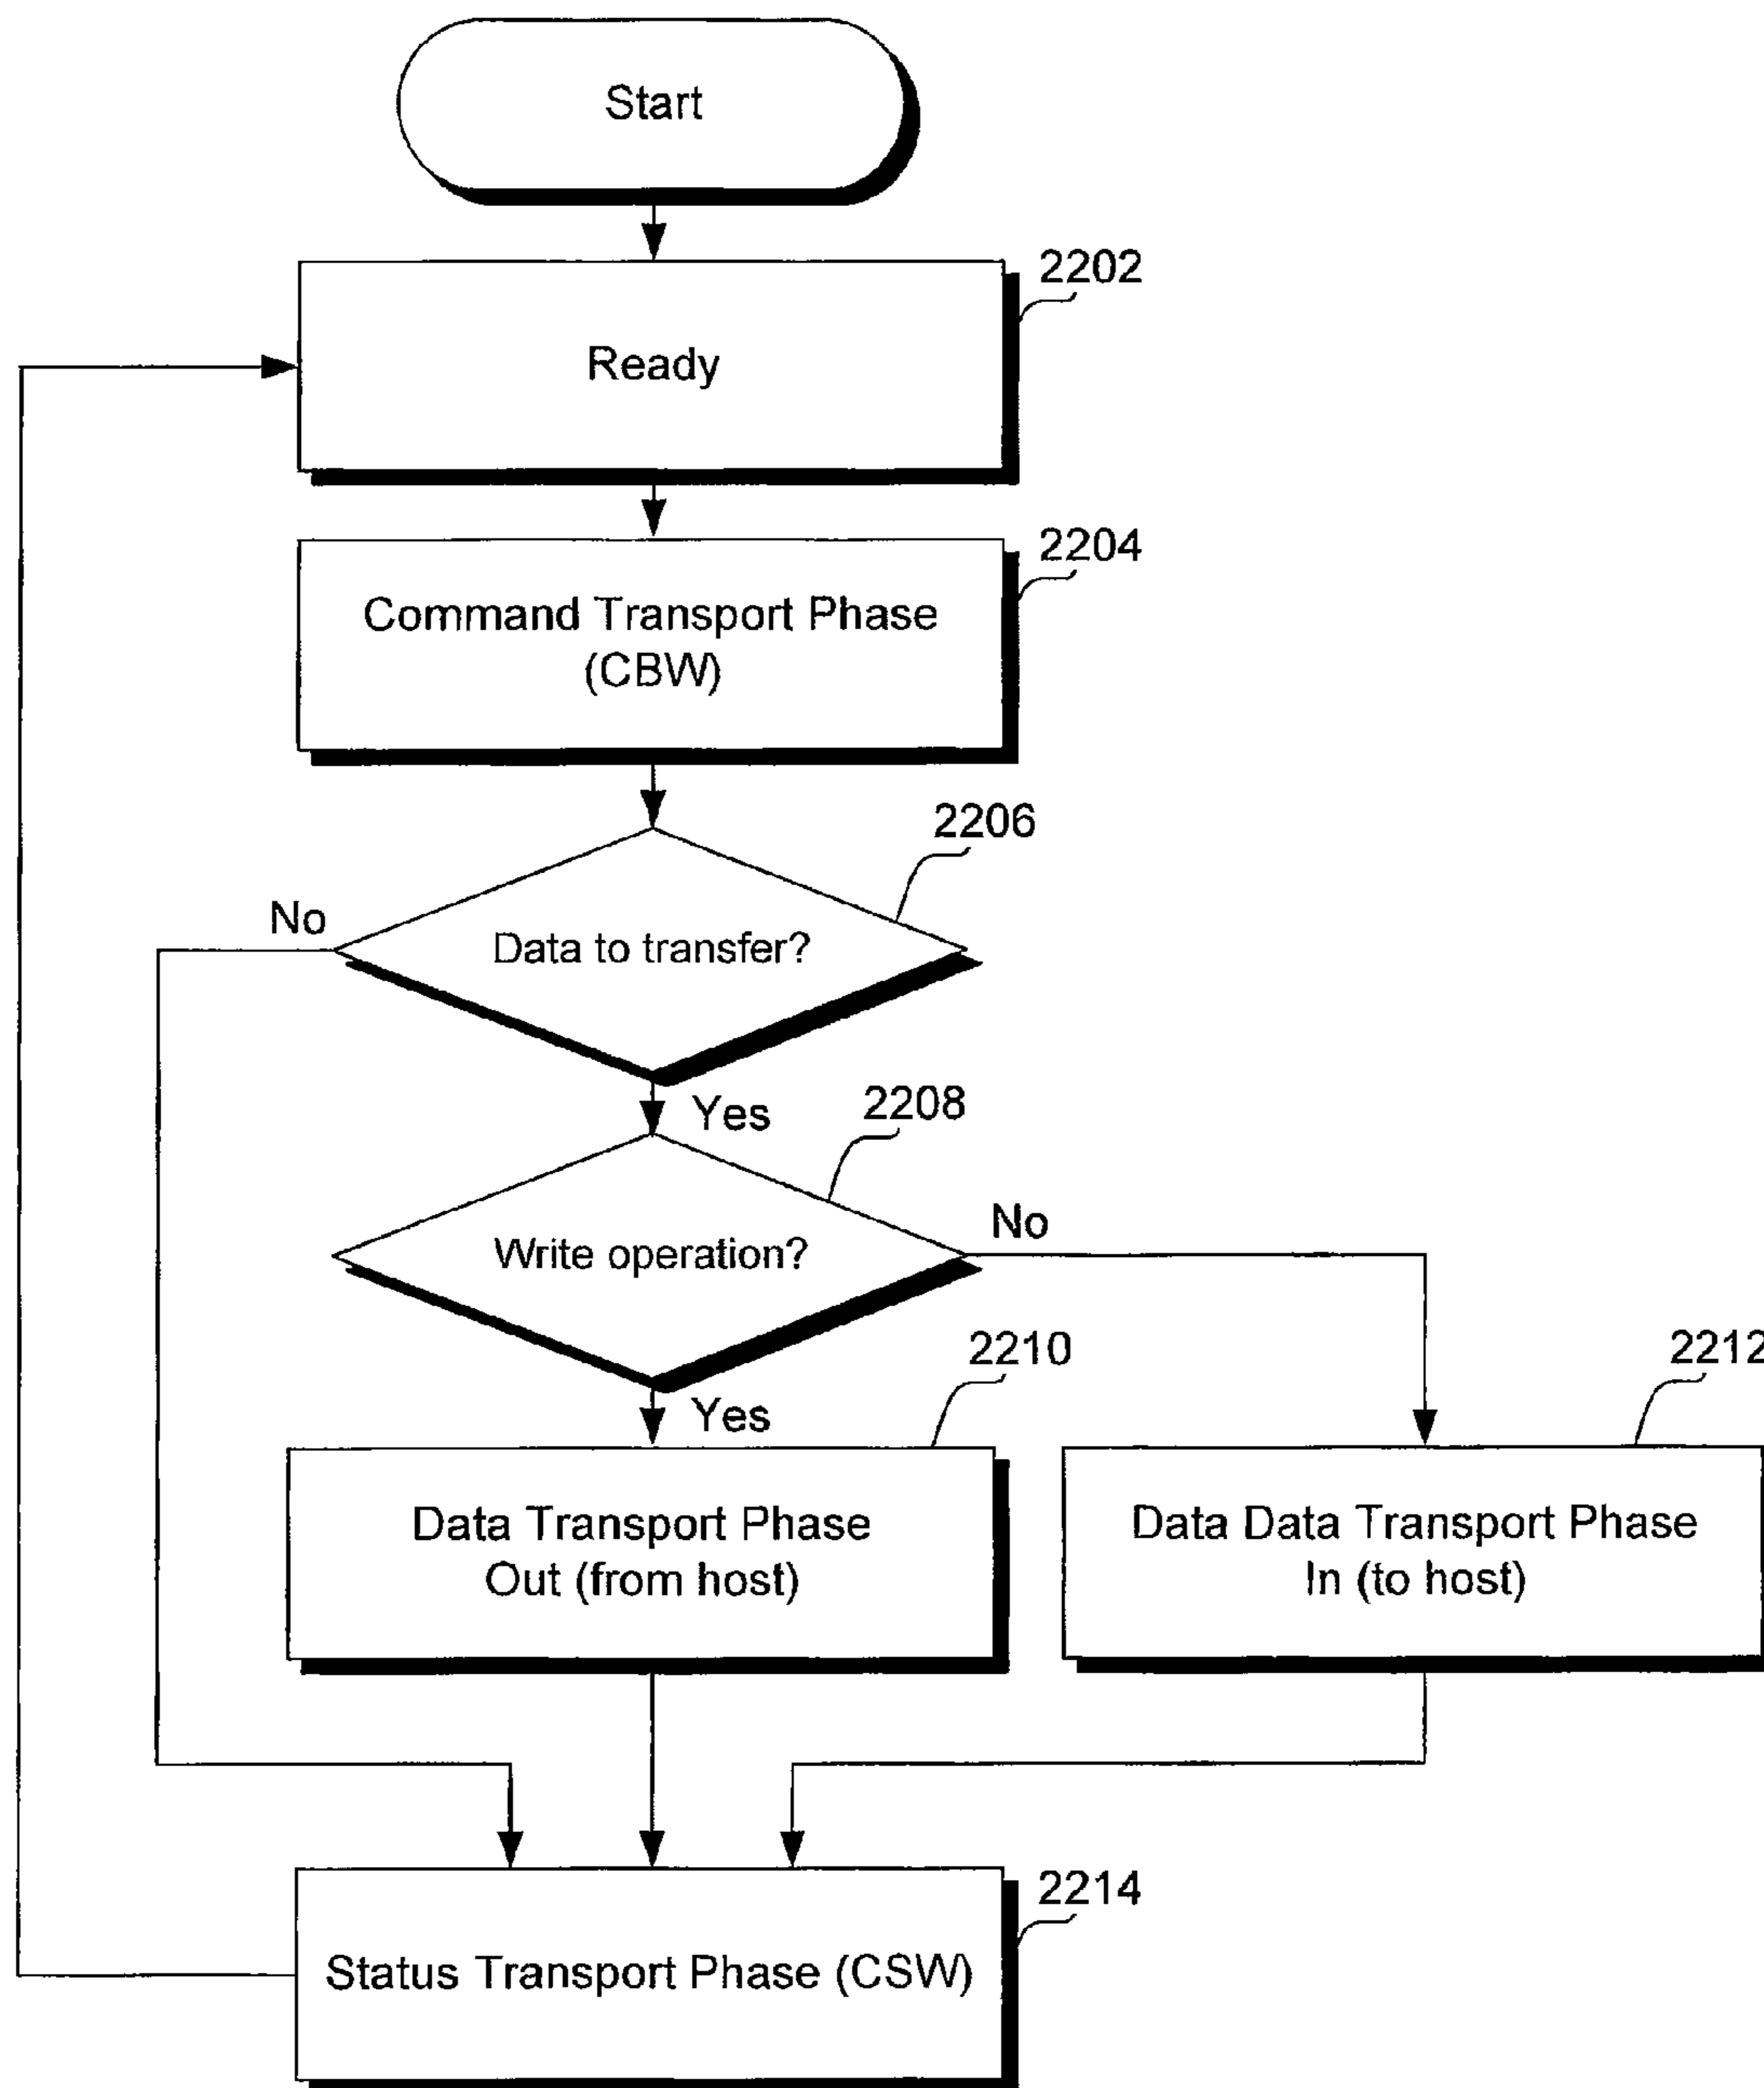 Start
2202
Ready
2204
Command Transport Phase
(CBW)
2206
No
Data to transfer?
Yes
2208
No
Write operation?
2210
2212
Yes
Data Transport Phase
Out (from host)
Data Data Transport Phase
In (to host)
2214
Status Transport Phase (CSW)